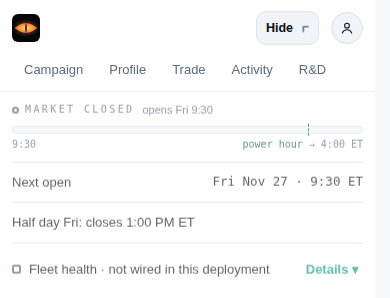 Hide
Campaign Profile Trade Activity R&D
MARKET CLOSED opens Fri 9:30
9:30 power hour → 4:00 ET
Next open Fri Nov 27 · 9:30 ET
Half day Fri: closes 1:00 PM ET
Fleet health · not wired in this deployment Details ▾